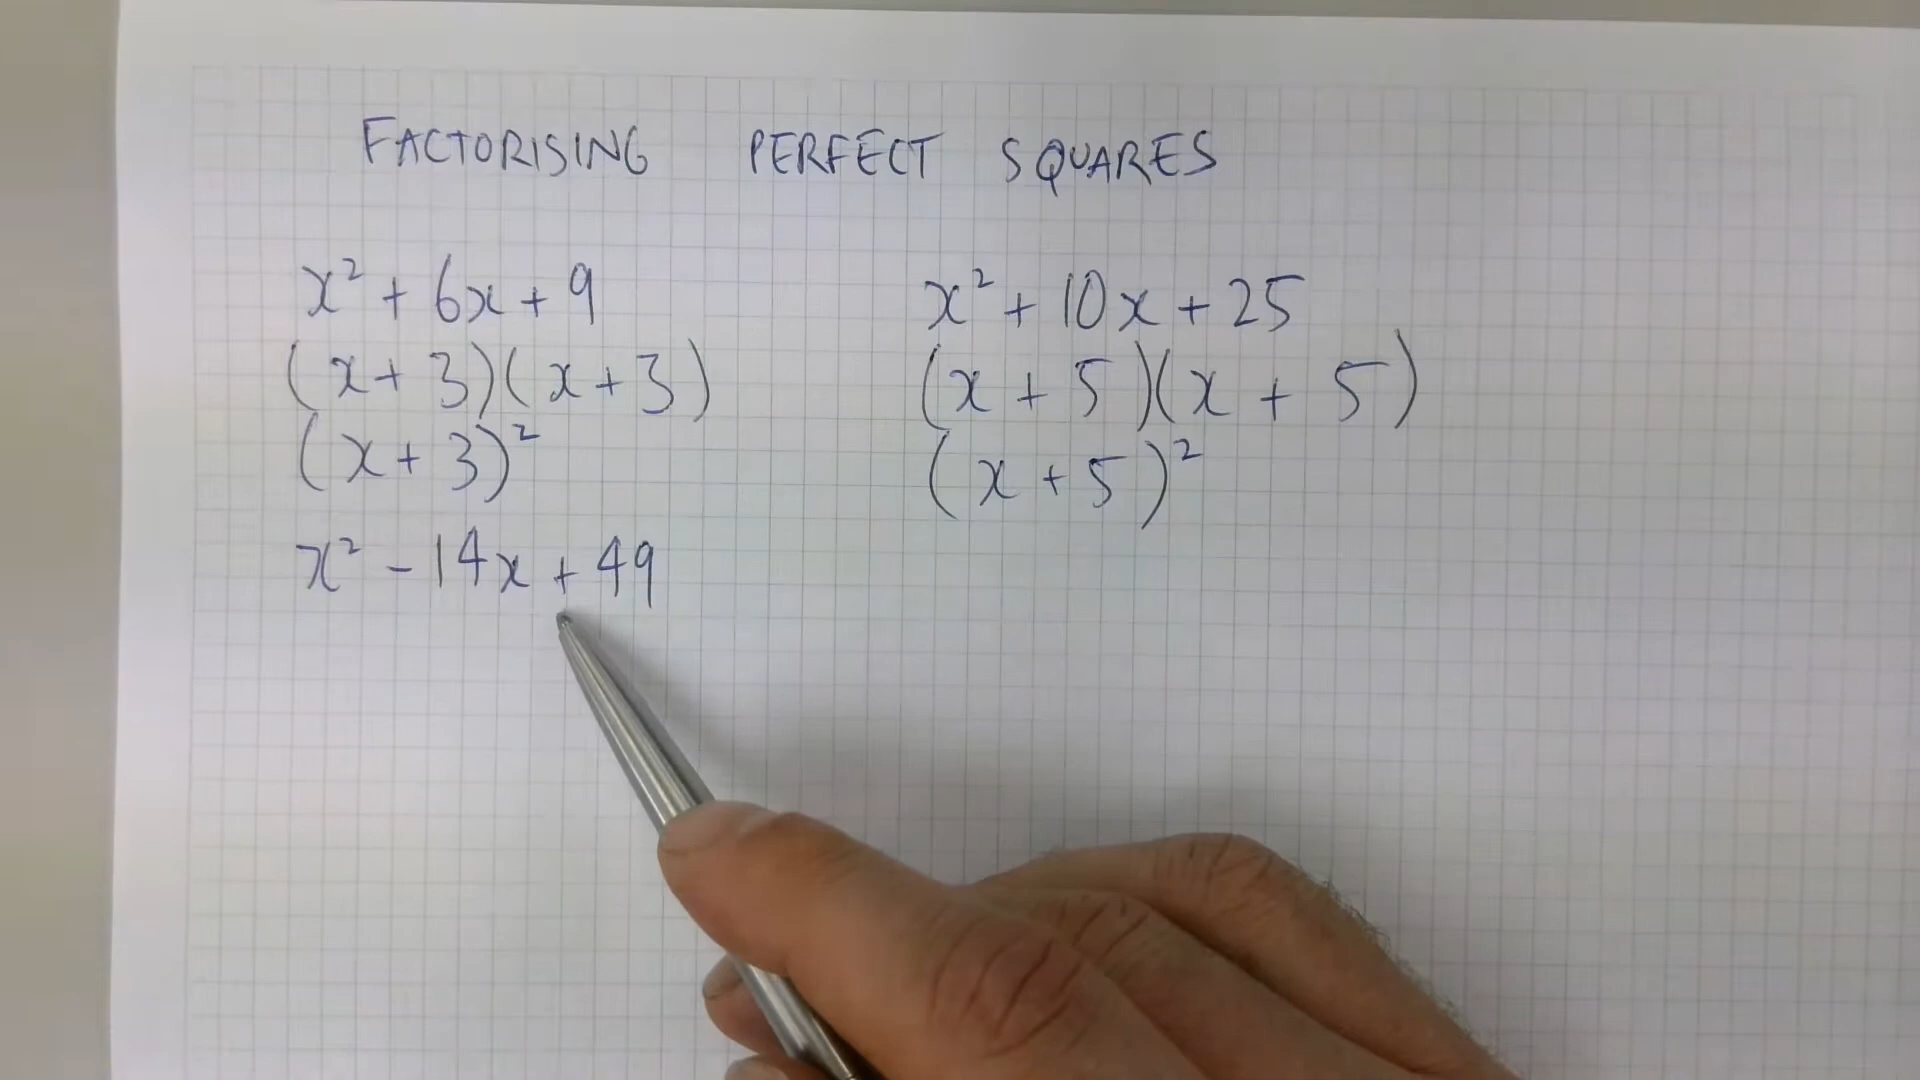 FACTORISING PERFECT SQUARES
x² + 6x + 9
(x + 3)(x + 3)
(x + 3)²
x² - 14x + 49
x² + 10x + 25
(x + 5)(x + 5)
(x + 5)²